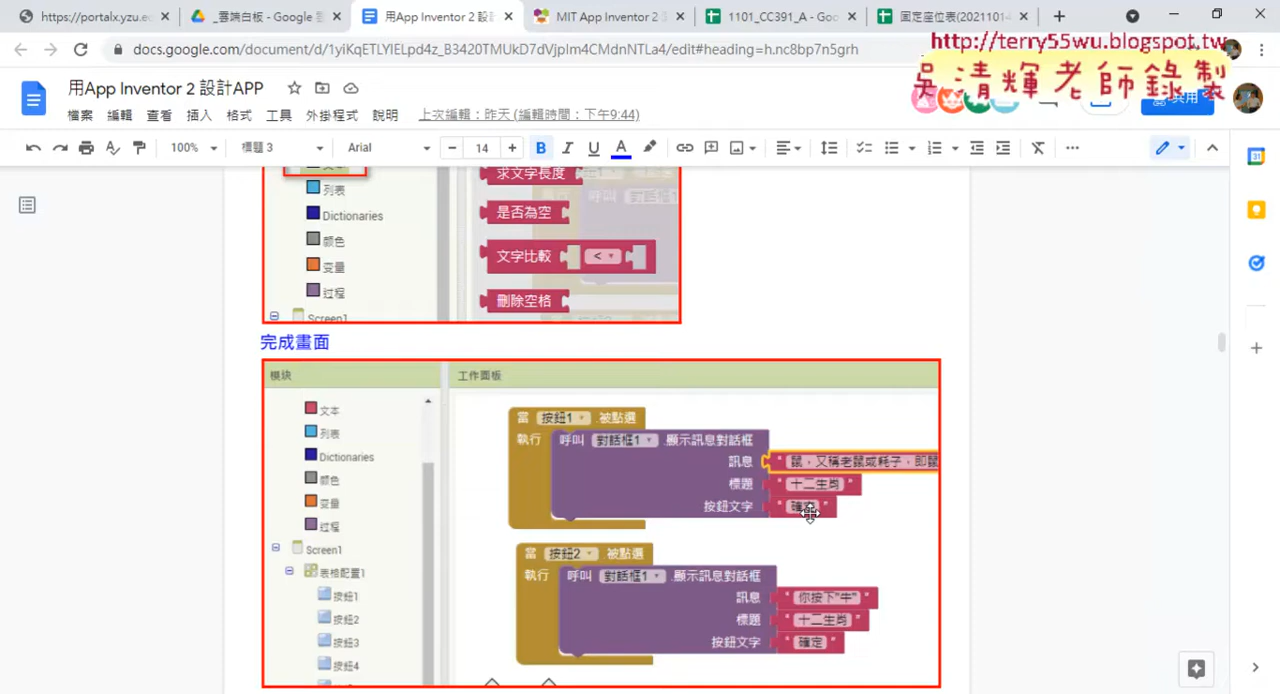 https://portalx.yzu.e
_雲端白板 - Google 雲
用App Inventor 2 設計
MIT App Inventor 2
1101_CC391_A - Goo
固定座位表(20211014
docs.google.com/document/d/1yiKqETLYlELpd4z_B3420TMUkD7dVjpIm4CMdnNTLa4/edit#heading=h.nc8bp7n5grh
http://terry55wu.blogspot.tw
吳清輝老師錄製
用App Inventor 2 設計APP
共用
檔案 編輯 查看 插入 格式 工具 外掛程式 說明 上次編輯：昨天 (編輯時間：下午9:44)
100% 標題 3 Arial 14
求文字長度
列表
是否為空
Dictionaries
颜色
文字比較 <
变量
过程
刪除空格
Screen1
完成畫面
模块 工作面板
文本
列表
Dictionaries
颜色
变量
过程
Screen1
表格配置1
按鈕1
按鈕2
按鈕3
按鈕4
當 按鈕1 被點選
執行 呼叫 對話框1 顯示訊息對話框
訊息 " 鼠，又稱老鼠或耗子，即鼠
標題 " 十二生肖 "
按鈕文字 " 確定 "
當 按鈕2 被點選
執行 呼叫 對話框1 顯示訊息對話框
訊息 " 你按下"牛" "
標題 " 十二生肖 "
按鈕文字 " 確定 "